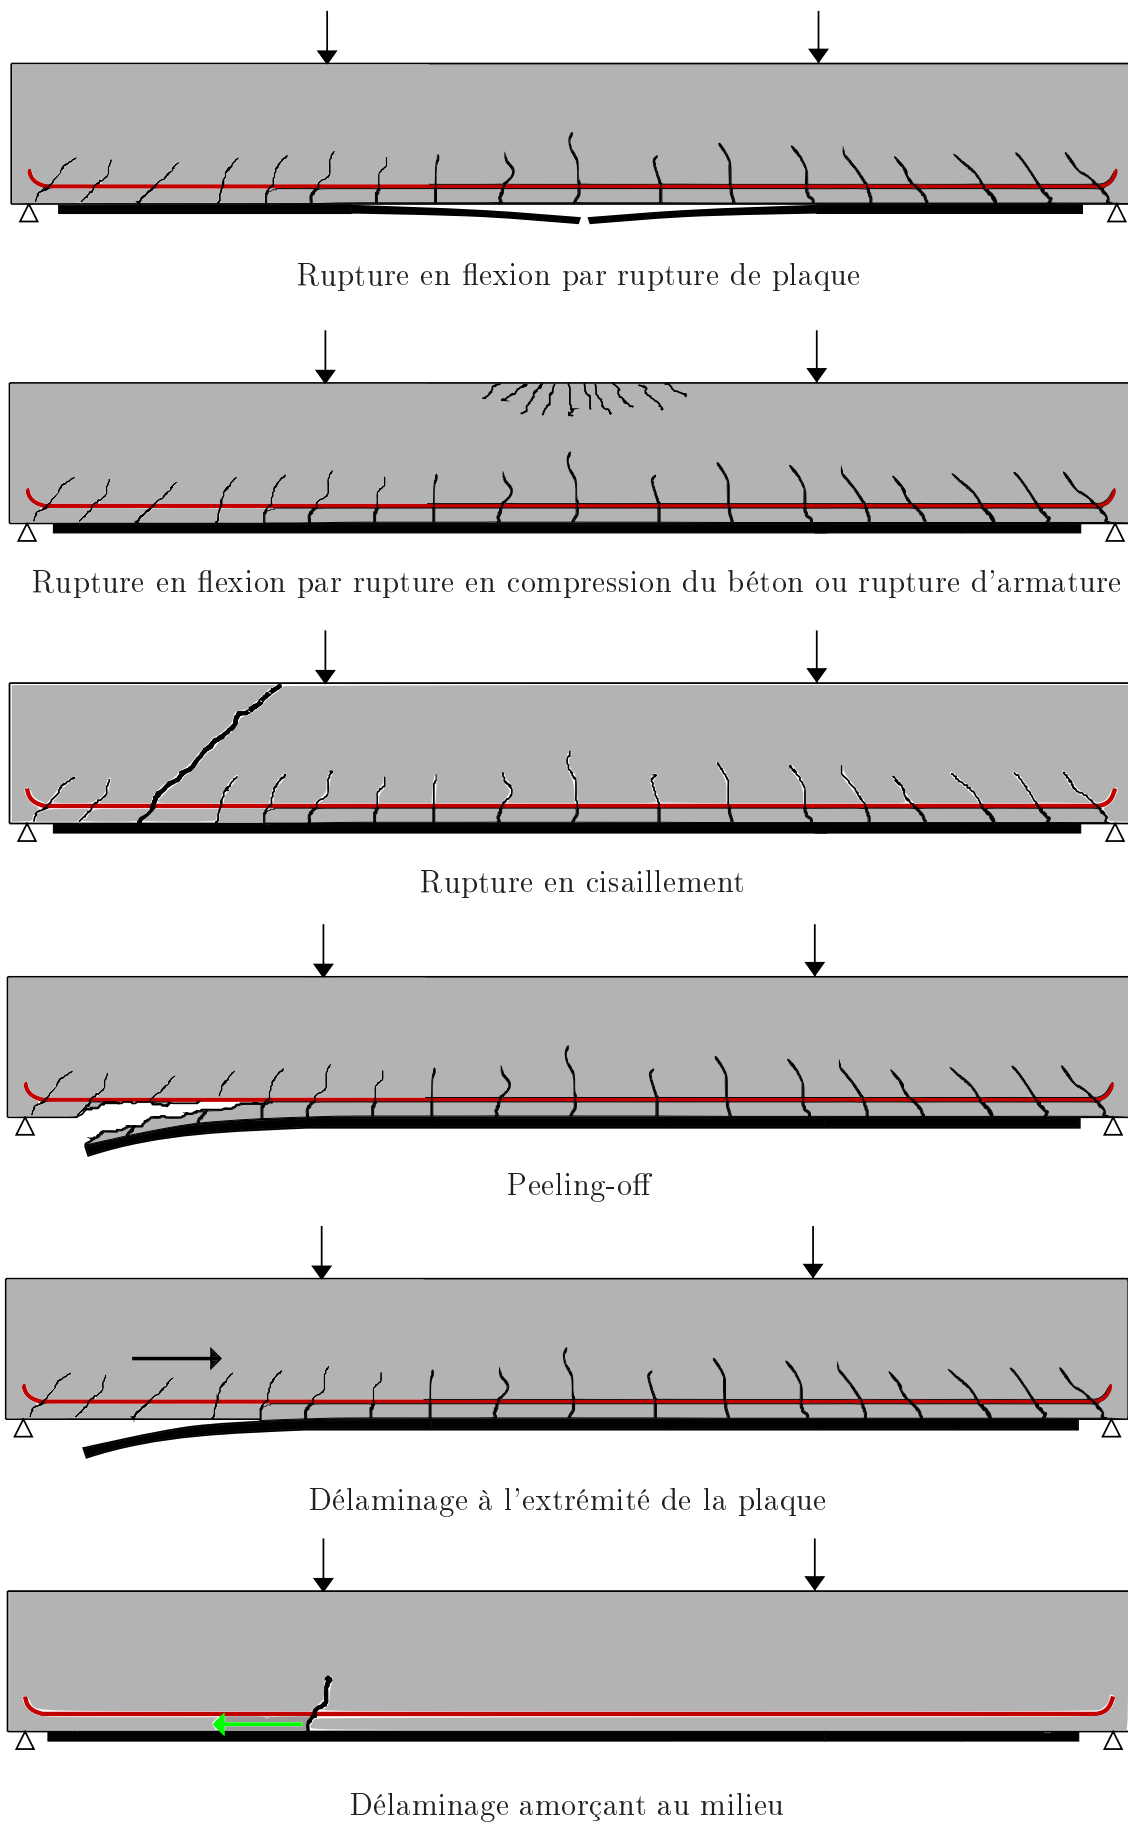 Rupture en flexion par rupture de plaque
Rupture en flexion par rupture en compression du béton ou rupture d'armature
Rupture en cisaillement
Peeling-off
Délaminage à l'extrémité de la plaque
Délaminage amorçant au milieu